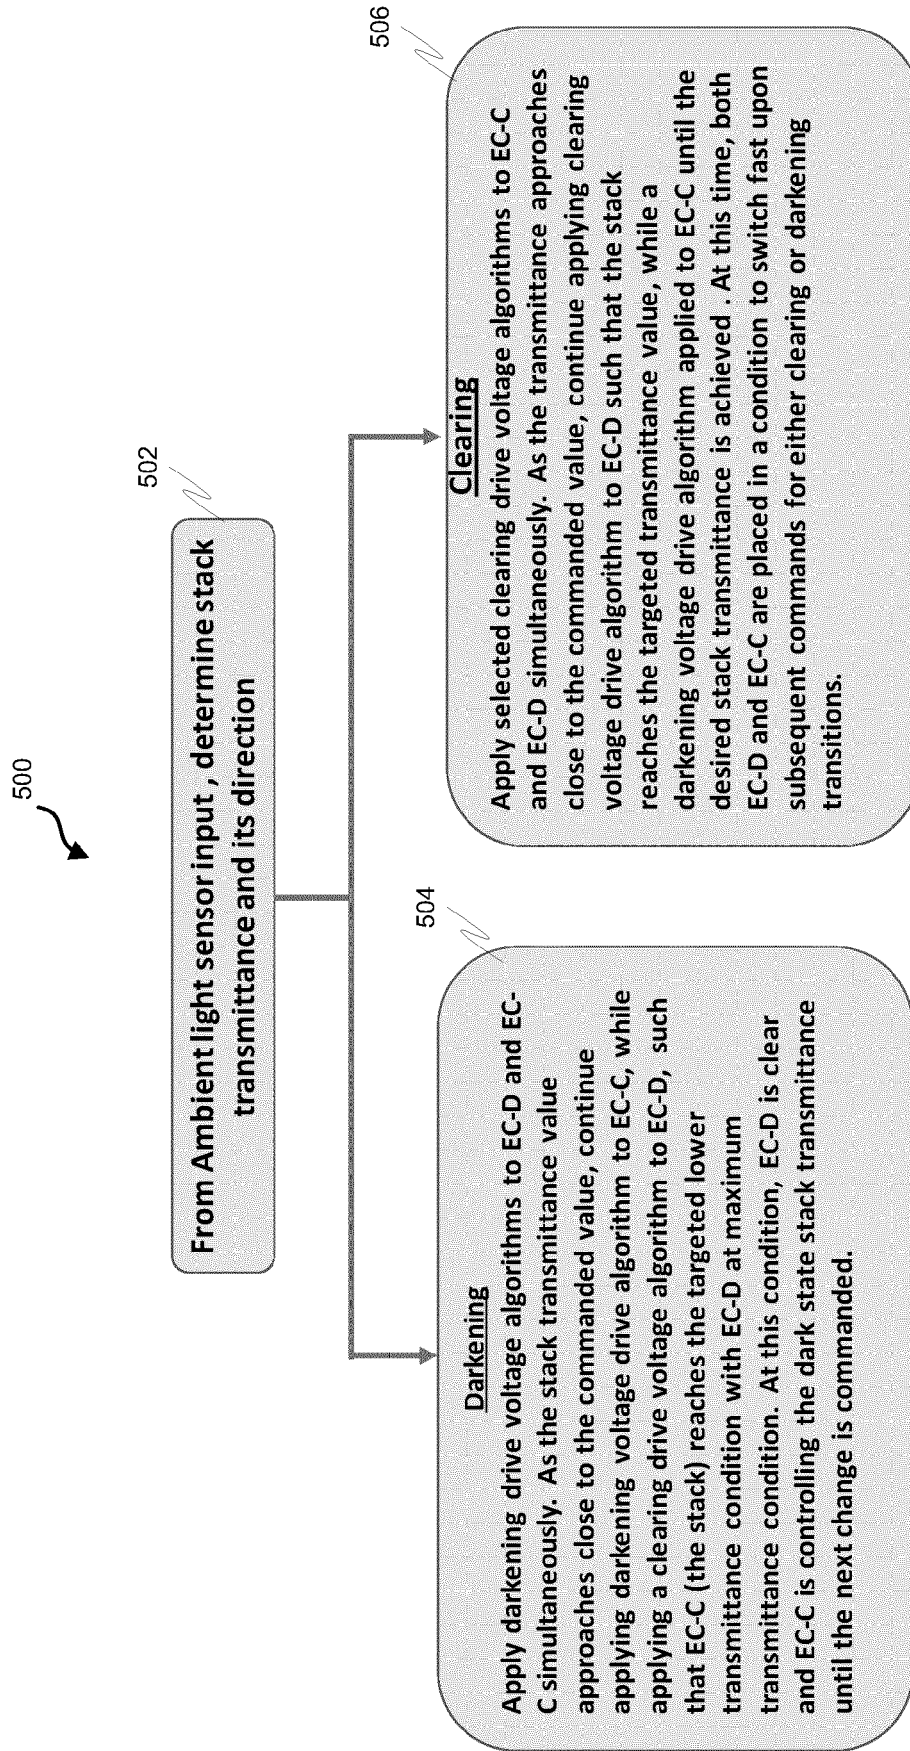 500
502
From Ambient light sensor input , determine stack
transmittance and its direction
504
Darkening
Apply darkening drive voltage algorithms to EC-D and EC-
C simultaneously. As the stack transmittance value
approaches close to the commanded value, continue
applying darkening voltage drive algorithm to EC-C, while
applying a clearing drive voltage algorithm to EC-D, such
that EC-C (the stack) reaches the targeted lower
transmittance condition with EC-D at maximum
transmittance condition. At this condition, EC-D is clear
and EC-C is controlling the dark state stack transmittance
until the next change is commanded.
506
Clearing
Apply selected clearing drive voltage algorithms to EC-C
and EC-D simultaneously. As the transmittance approaches
close to the commanded value, continue applying clearing
voltage drive algorithm to EC-D such that the stack
reaches the targeted transmittance value, while a
darkening voltage drive algorithm applied to EC-C until the
desired stack transmittance is achieved . At this time, both
EC-D and EC-C are placed in a condition to switch fast upon
subsequent commands for either clearing or darkening
transitions.